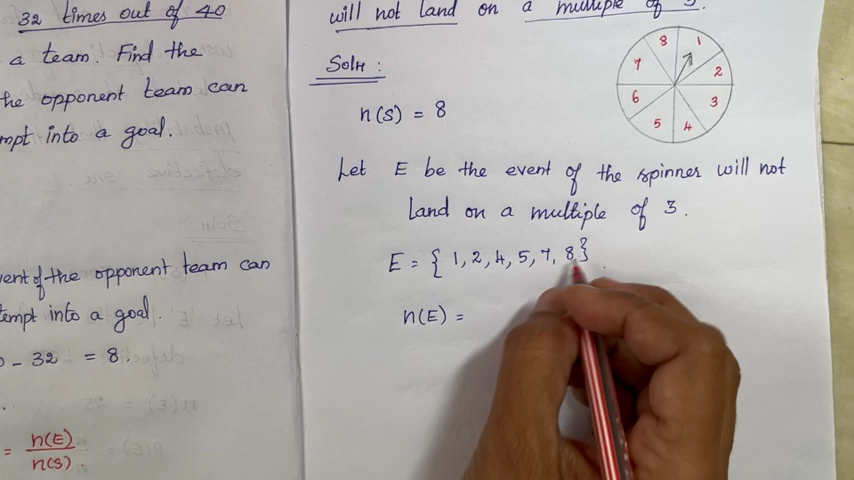 32 times out of 40
a team. Find the
he opponent team can
mpt into a goal.
vent of the opponent team can
tempt into a goal.
0 - 32 = 8.
= n(E)
n(S).
will not land on a multiple of 3.
Soln :
n(S) = 8
8 1
7 2
6 3
5 4
Let E be the event of the spinner will not
Land on a multiple of 3.
E = { 1, 2, 4, 5, 7, 8 }
n(E) =